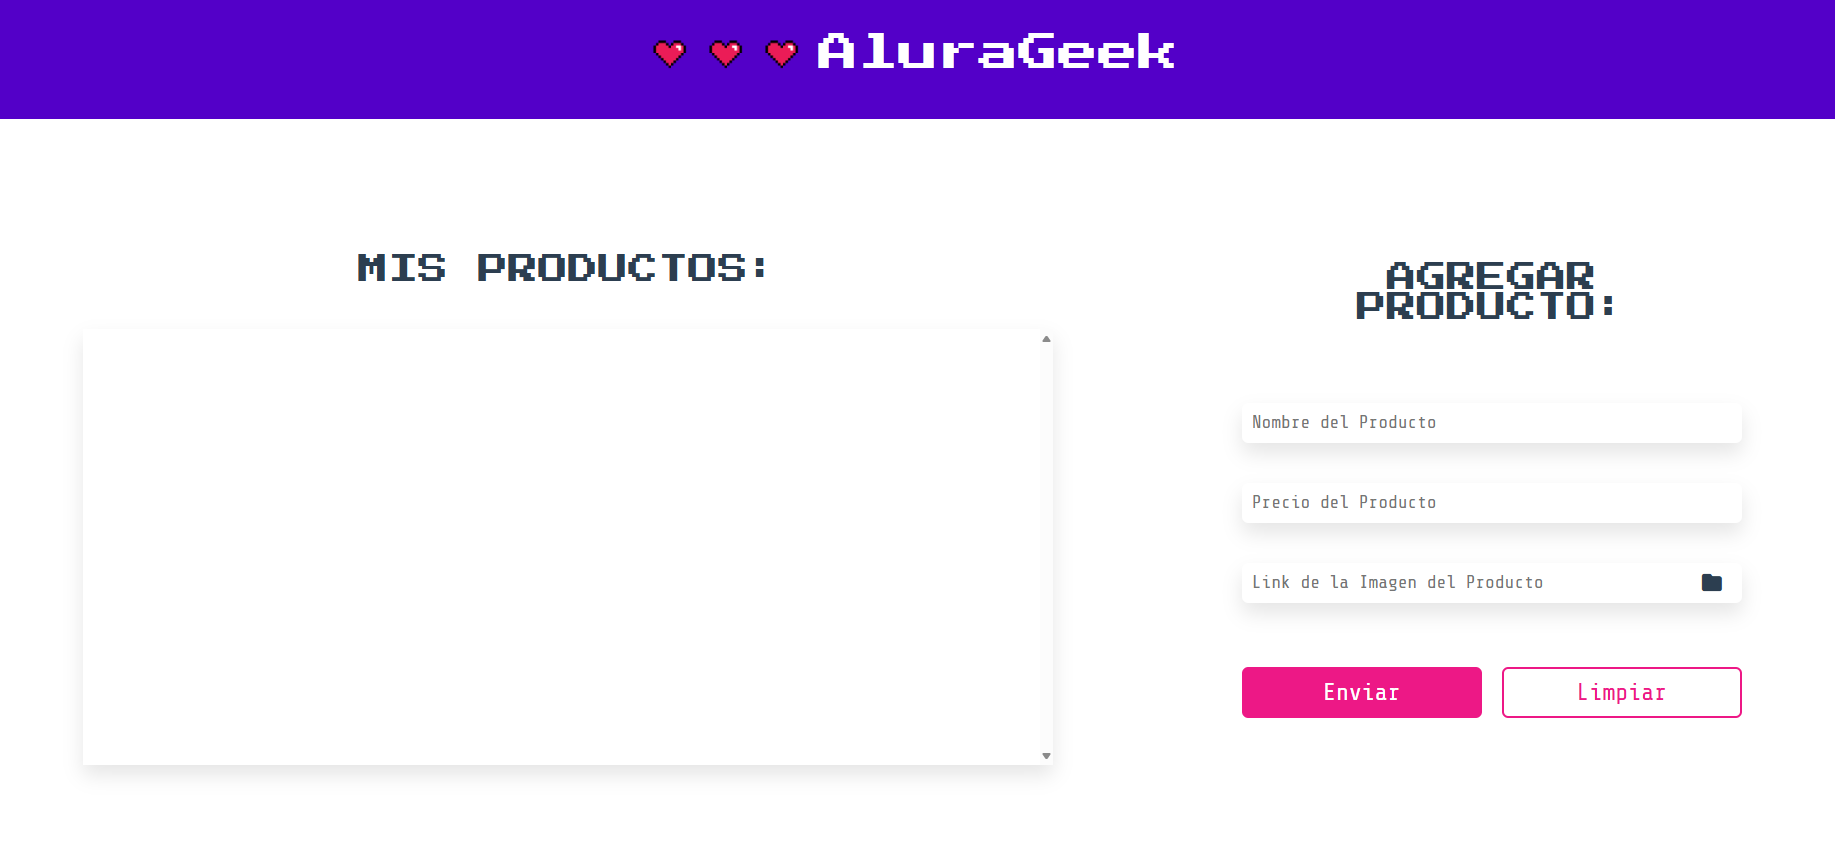 AluraGeek
MIS PRODUCTOS:
AGREGAR
PRODUCTO:
Nombre del Producto
Precio del Producto
Link de la Imagen del Producto
Enviar
Limpiar